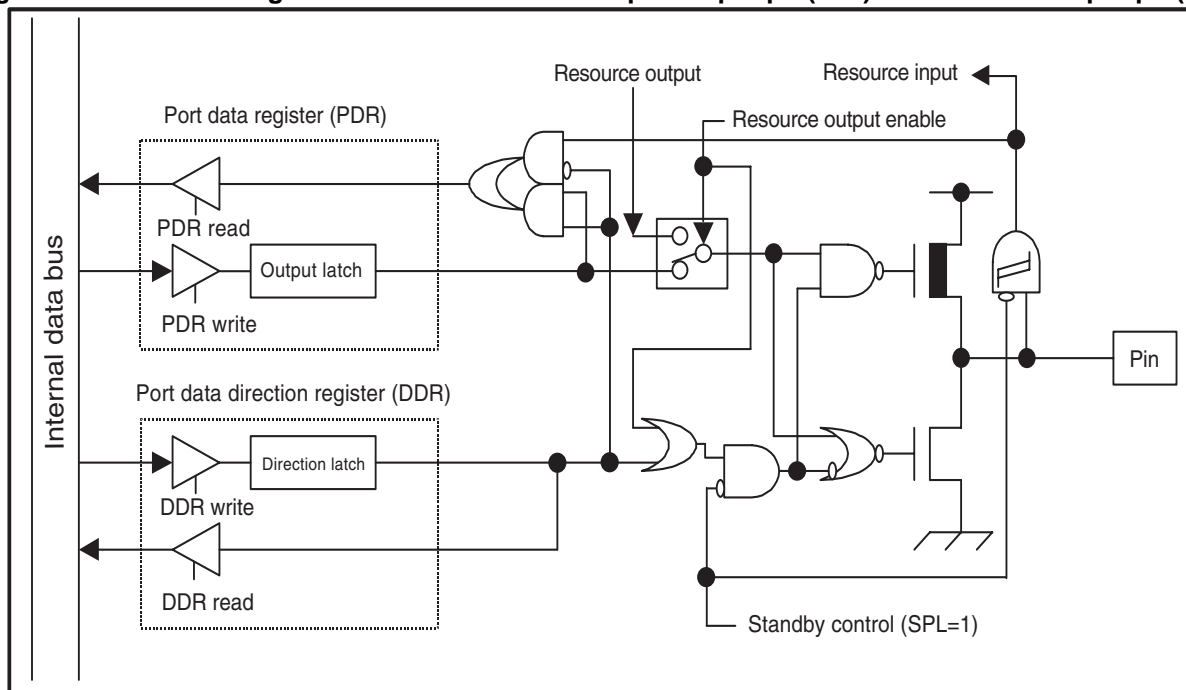 Resource output
Resource input
Port data register (PDR)
Resource output enable
PDR read
Output latch
PDR write
Internal data bus
Pin
Port data direction register (DDR)
Direction latch
DDR write
DDR read
Standby control (SPL=1)